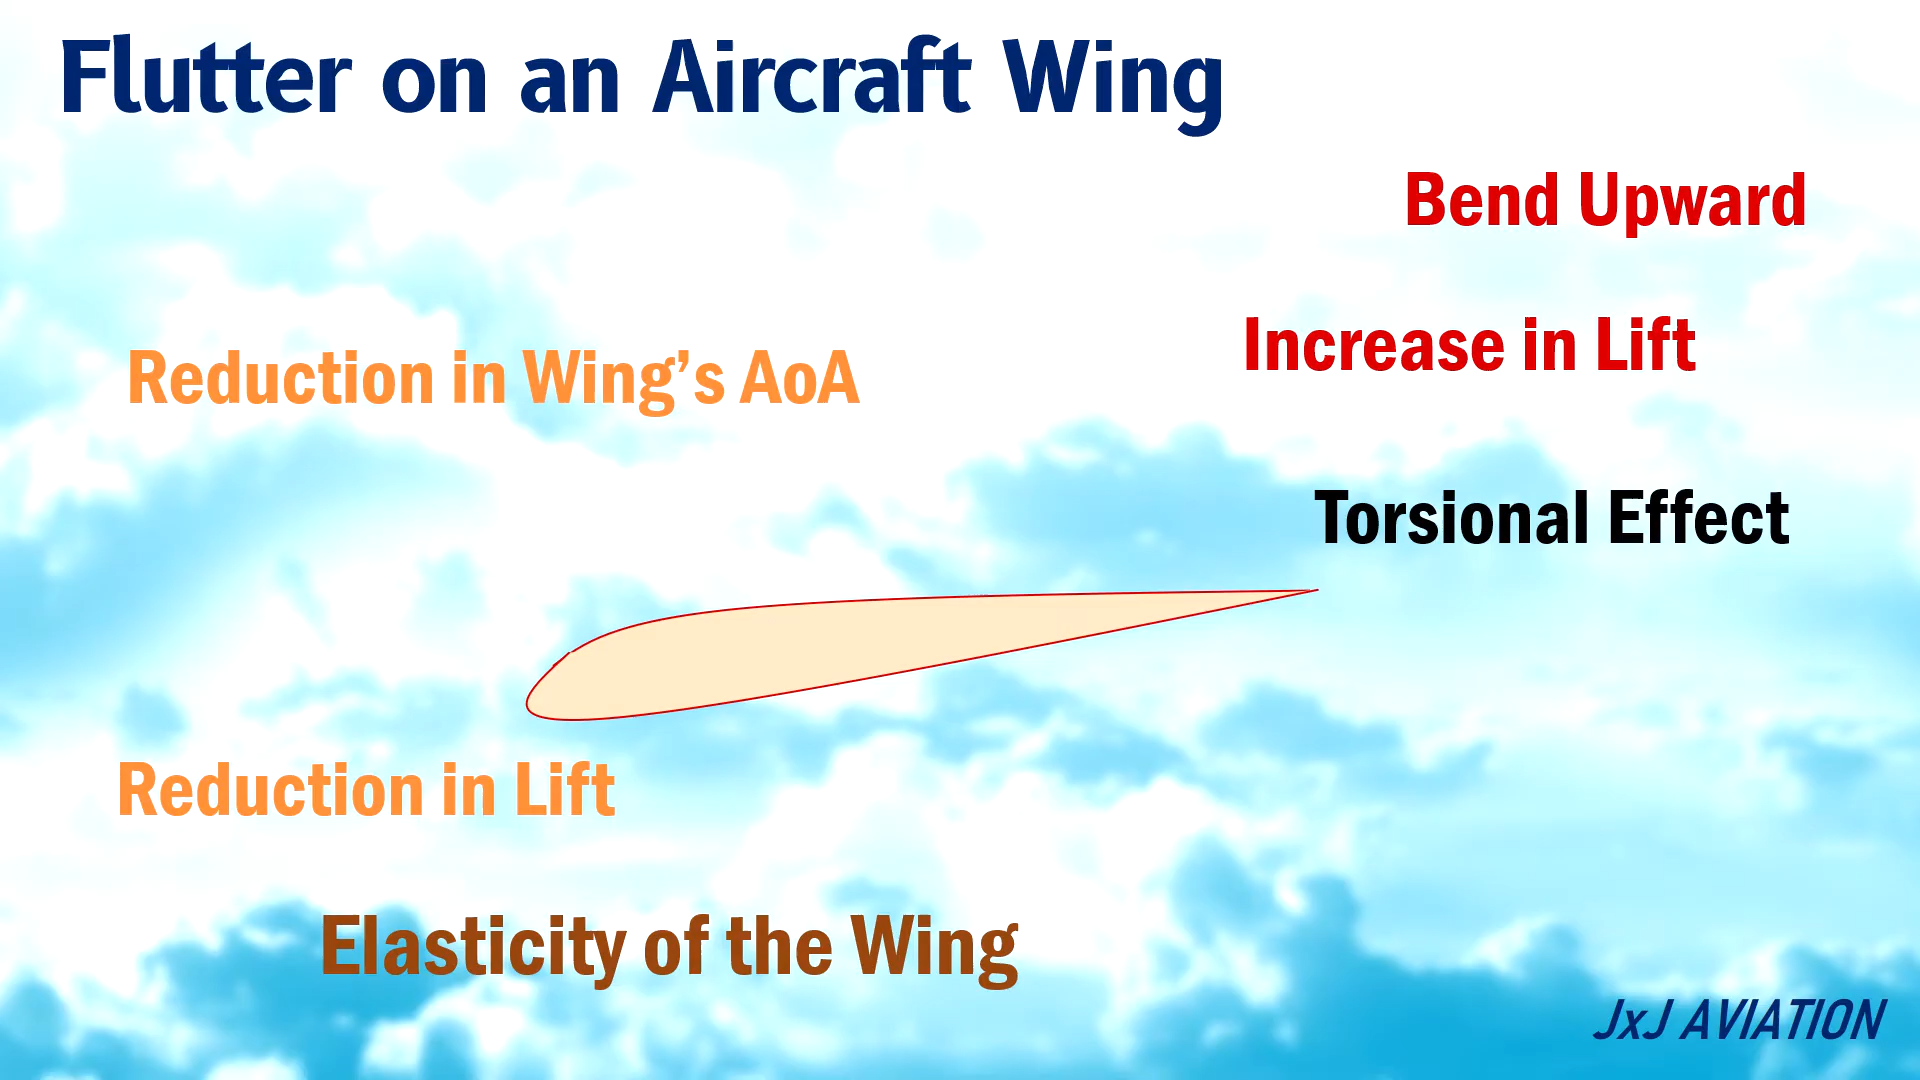 Flutter on an Aircraft Wing
Bend Upward
Increase in Lift
Reduction in Wing’s AoA
Torsional Effect
Reduction in Lift
Elasticity of the Wing
JxJ AVIATION